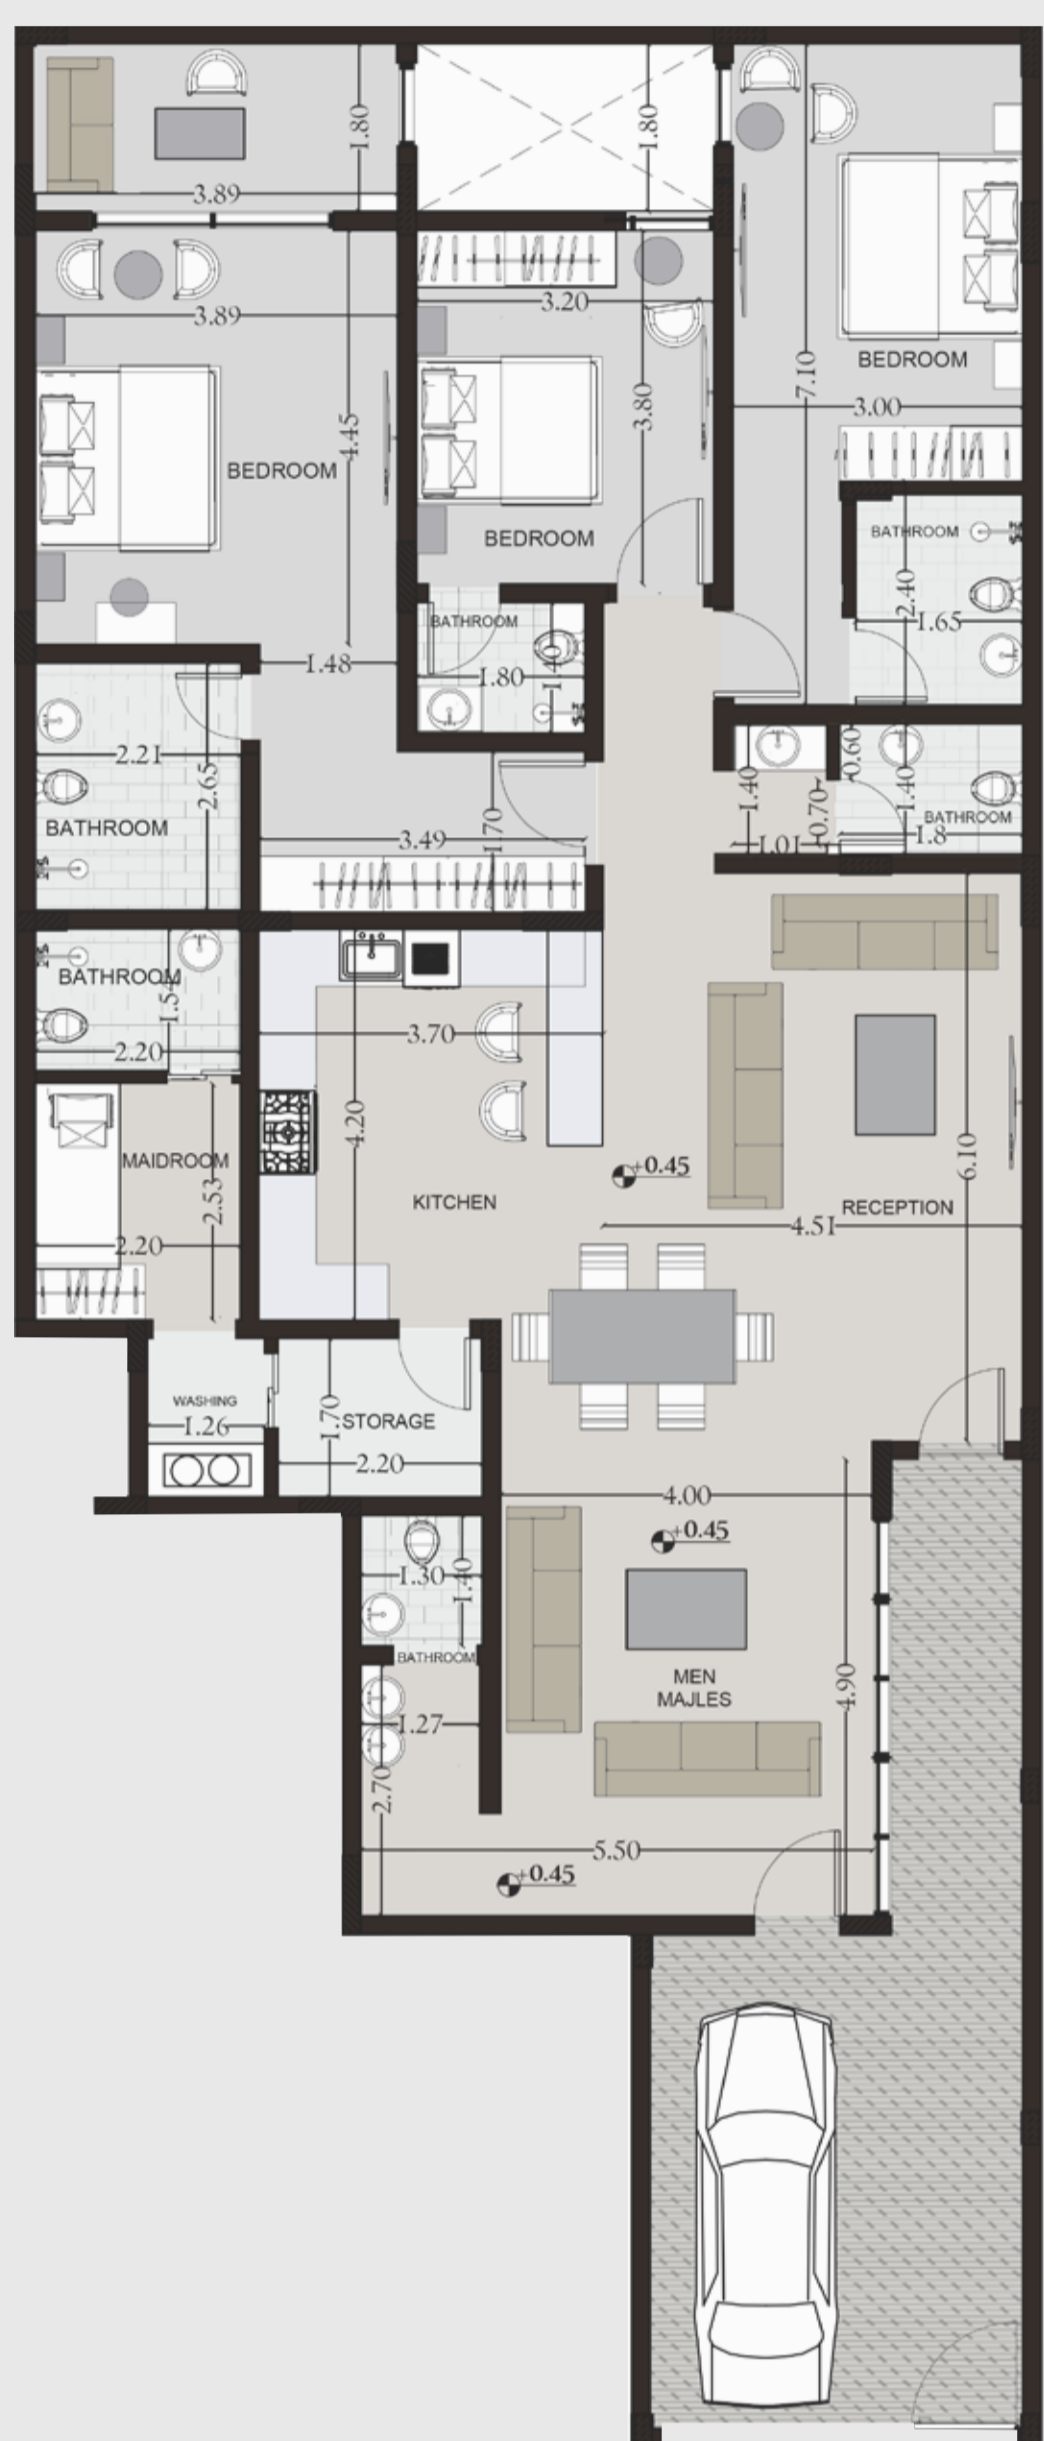 1.80
1.80
3.89
3.89
3.20
BEDROOM
7.10
3.80
3.00
4.45
BEDROOM
BEDROOM
BATHROOM
2.40
BATHROOM
1.65
1.40
1.48
1.80
2.21
2.65
0.60
1.40
1.40
0.70
BATHROOM
BATHROOM
1.70
3.49
1.01
1.8
BATHROOM
1.54
3.70
2.20
4.20
6.10
MAIDROOM
+0.45
2.53
KITCHEN
RECEPTION
4.51
2.20
WASHING
1.26
1.70
STORAGE
2.20
4.00
+0.45
1.30
1.40
BATHROOM
MEN
MAJLES
4.90
1.27
2.70
5.50
+0.45